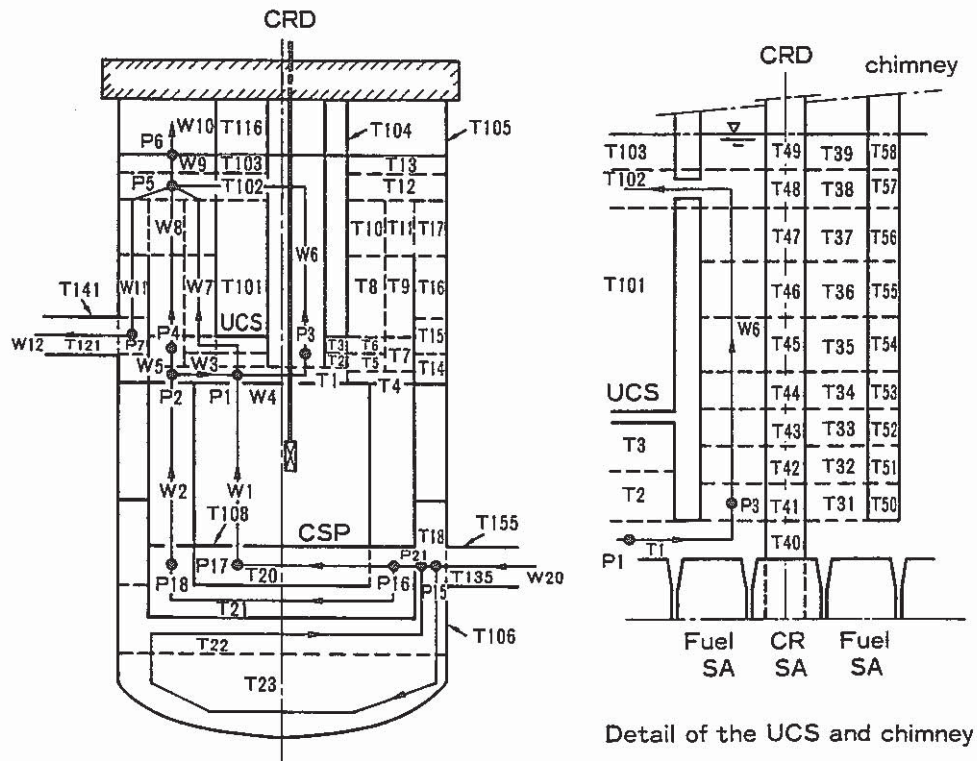 CRD
W10
T116
T104
T105
P6
W9
T103
T13
P5
T102
T12
W8
T10
T11
T17
W6
W11
W7
T101
T8
T9
T16
T141
P4
UCS
P3
T15
W12
T121
P7
T3
T6
T7
W5
W3
T2
T5
T14
T1
T4
P2
P1
W4
W2
W1
T108
CSP
T18
T155
P21
P18
P17
T20
P16
P15
T135
W20
T21
T106
T22
T23
CRD
chimney
T103
T49
T39
T58
T102
T48
T38
T57
T47
T37
T56
T101
T46
T36
T55
W6
T45
T35
T54
UCS
T44
T34
T53
T43
T33
T52
T3
T42
T32
T51
T2
P3
T41
T31
T50
P1
T1
T40
Fuel CR Fuel
SA SA SA
Detail of the UCS and chimney